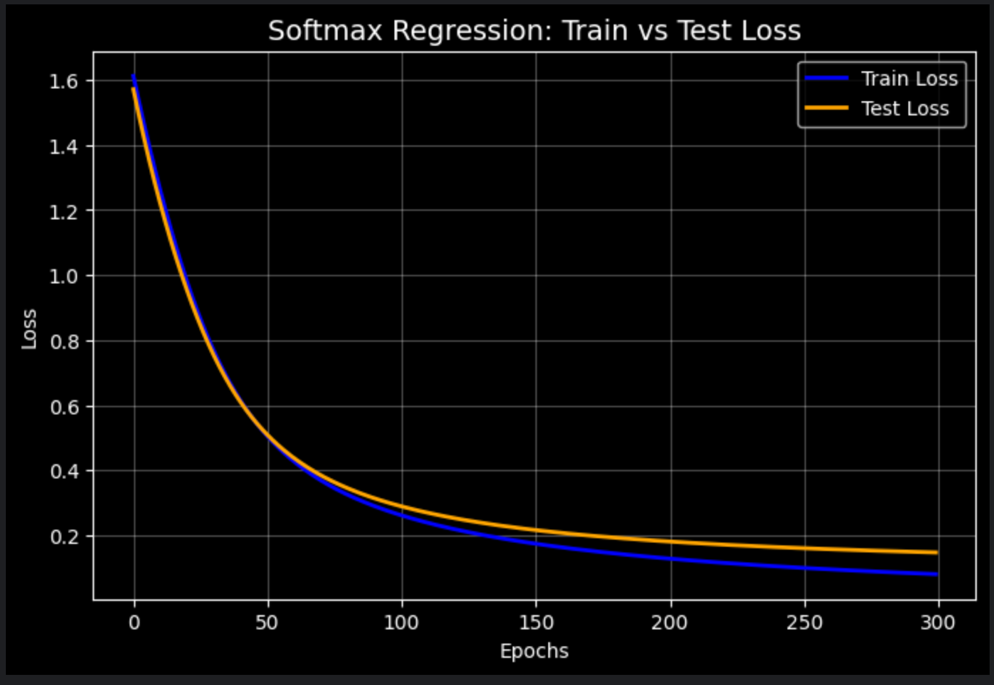 Softmax Regression: Train vs Test Loss
Train Loss
Test Loss
1.6
1.4
1.2
1.0
0.8
0.6
0.4
0.2
Loss
0 50 100 150 200 250 300
Epochs